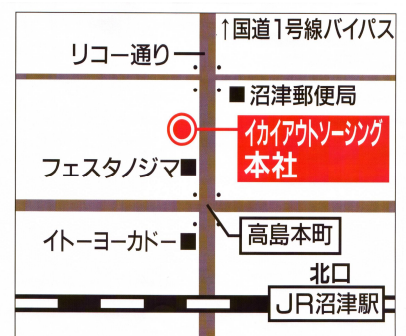 ↑国道1号線バイパス
リコー通り
■沼津郵便局
イカイアウトソーシング
本社
フェスタノジマ■
イトーヨーカドー■
高島本町
北口
JR沼津駅